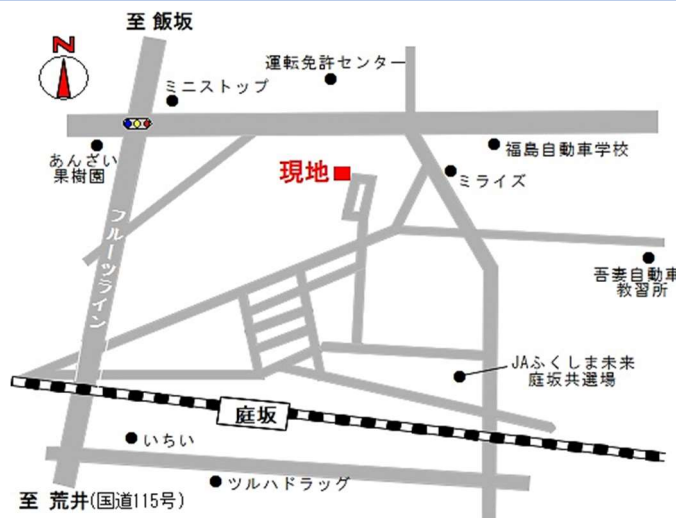 至 飯坂
N
運転免許センター
ミニストップ
あんざい
果樹園
福島自動車学校
現地
ミライズ
フルーツライン
吾妻自動車
教習所
JAふくしま未来
庭坂共選場
庭坂
いちい
ツルハドラッグ
至 荒井(国道115号)